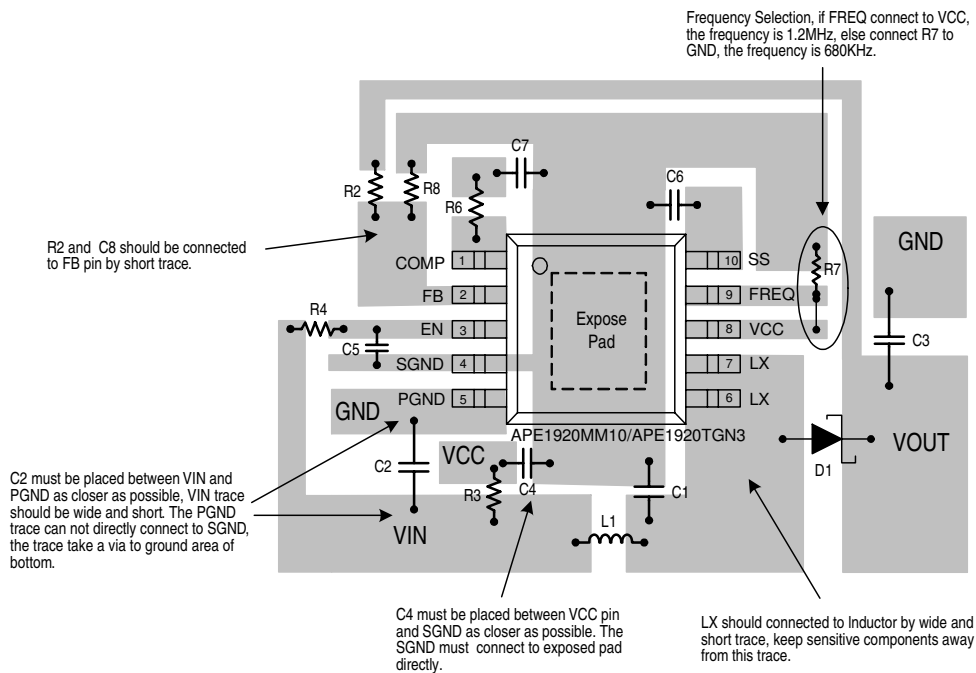 Frequency Selection, if FREQ connect to VCC,
the frequency is 1.2MHz, else connect R7 to
GND, the frequency is 680KHz.
C7
C6
R2
R8
R6
R2 and C8 should be connected
to FB pin by short trace.
GND
R7
COMP 1
10 SS
FB 2
9 FREQ
R4
EN 3
8 VCC
Expose
Pad
C5
C3
SGND 4
7 LX
PGND 5
6 LX
GND
APE1920MM10/APE1920TGN3
VOUT
D1
VCC
C2
R3
C4
C1
C2 must be placed between VIN and
PGND as closer as possible, VIN trace
should be wide and short. The PGND
trace can not directly connect to SGND,
the trace take a via to ground area of
bottom.
VIN
L1
C4 must be placed between VCC pin
and SGND as closer as possible. The
SGND must connect to exposed pad
directly.
LX should connected to Inductor by wide and
short trace, keep sensitive components away
from this trace.